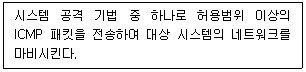 시스템 공격 기법 중 하나로 허용범위 이상의
ICMP 패킷을 전송하여 대상 시스템의 네트워크를
마비시킨다.